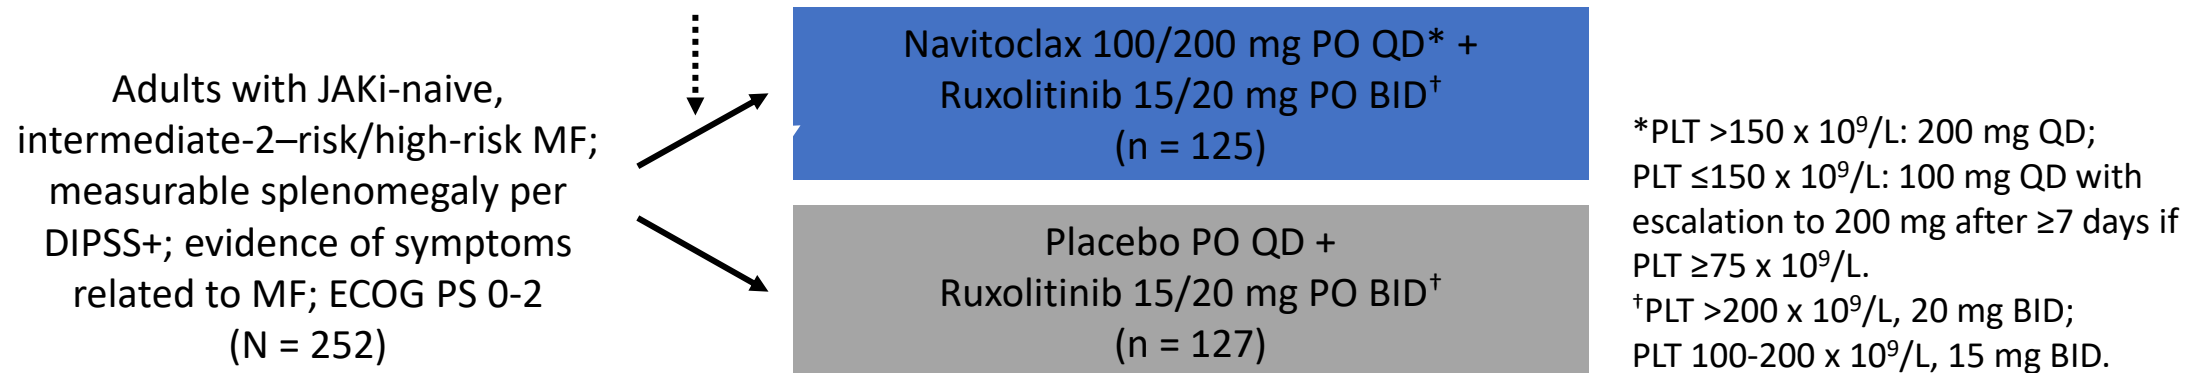 Adults with JAKi-naive,
intermediate-2–risk/high-risk MF;
measurable splenomegaly per
DIPSS+; evidence of symptoms
related to MF; ECOG PS 0-2
(N = 252)
Navitoclax 100/200 mg PO QD* +
Ruxolitinib 15/20 mg PO BID†
(n = 125)
Placebo PO QD +
Ruxolitinib 15/20 mg PO BID†
(n = 127)
*PLT >150 x 10⁹/L: 200 mg QD;
PLT ≤150 x 10⁹/L: 100 mg QD with
escalation to 200 mg after ≥7 days if
PLT ≥75 x 10⁹/L.
†PLT >200 x 10⁹/L, 20 mg BID;
PLT 100-200 x 10⁹/L, 15 mg BID.